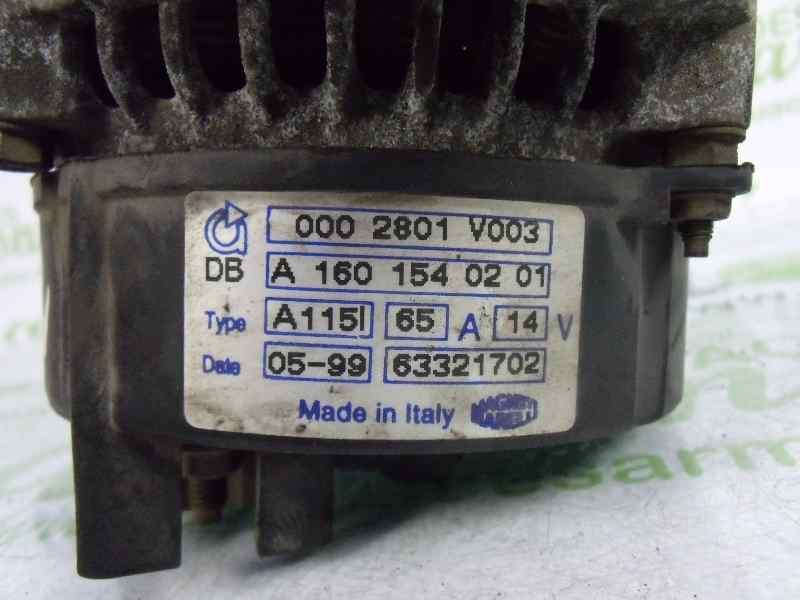 000 2801 V003
DB A 160 154 02 01
Type A115I 65 A 14 V
Date 05-99 63321702
Made in Italy MAGNETI MARELLI